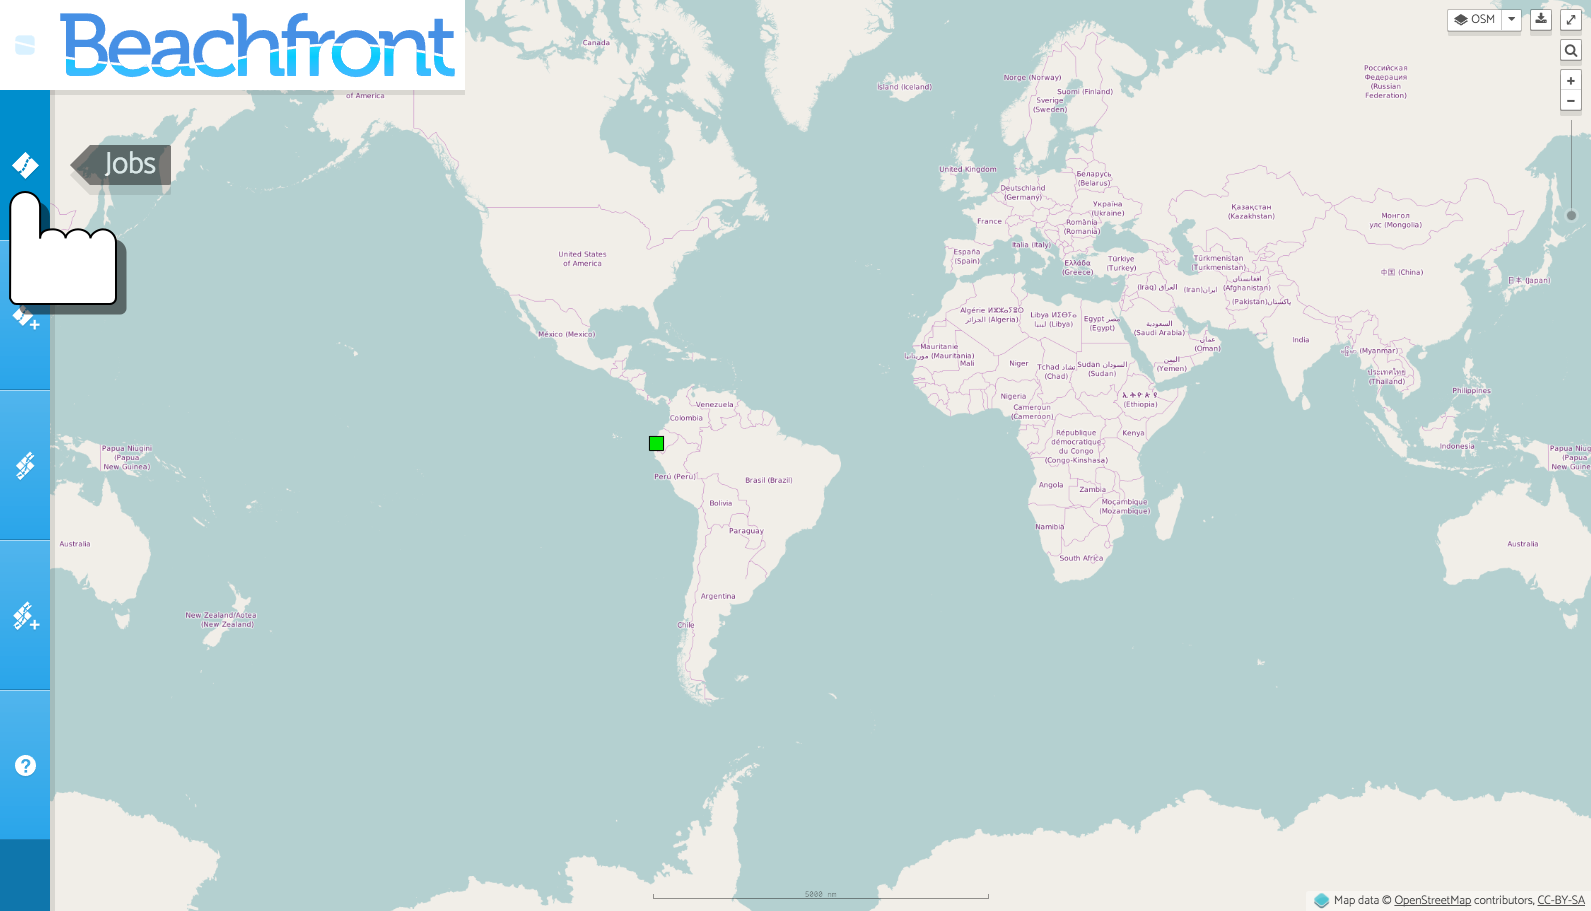 Beachfront
OSM
Jobs
Canada
of America
Island (Iceland)
Norge (Norway)
Suomi (Finland)
Sverige
(Sweden)
Российская
Федерация
(Russian
Federation)
United Kingdom
Deutschland
(Germany)
Беларусь
(Belarus)
Україна
(Ukraine)
France
România
(Romania)
Italia (Italy)
España
(Spain)
Ελλάδα
(Greece)
Türkiye
(Turkey)
Қазақстан
(Kazakhstan)
Монгол
улс (Mongolia)
Türkmenistan
(Turkmenistan)
中国 (China)
日本 (Japan)
United States
of America
México (Mexico)
(Iraq) العراق
(Iran) ایران
افغانستان
(Afghanistan)
(Pakistan) پاکستان
Algérie ⵍⵣⵣⴰⵢⴻⵔ
الجزائر (Algeria)
Libya ⵍⵉⴱⵢⴰ
ليبيا (Libya)
Egypt مصر
(Egypt)
السعودية
(Saudi Arabia)
عمان
(Oman)
India
Mauritanie
موريتانيا (Mauritania)
Mali
Niger
Tchad تشاد
(Chad)
Sudan السودان
(Sudan)
اليمن
(Yemen)
(Myanmar)
ประเทศไทย
(Thailand)
Philippines
Nigeria
ኢትዮጵያ
(Ethiopia)
Cameroun
(Cameroon)
Venezuela
Colombia
République
démocratique
du Congo
(Congo-Kinshasa)
Kenya
Indonesia
Papua Niugini
(Papua
New Guinea)
Papua Niugini
(Papua
New Guine
Perú (Peru)
Brasil (Brazil)
Angola
Zambia
Bolivia
Moçambique
(Mozambique)
Namibia
Paraguay
Australia
South Africa
Australia
Argentina
New Zealand/Aotea
(New Zealand)
Chile
5000 nm
Map data © OpenStreetMap contributors, CC-BY-SA